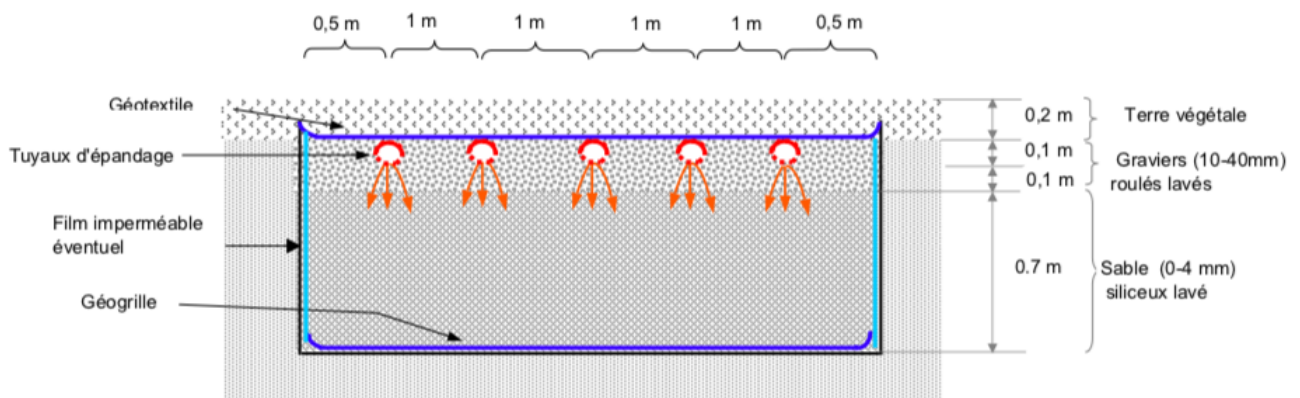 0,5 m 1 m 1 m 1 m 1 m 0,5 m
Géotextile
Tuyaux d'épandage
Film imperméable
éventuel
Géogrille
0,2 m
Terre végétale
0,1 m
0,1 m
Graviers (10-40mm)
roulés lavés
0.7 m
Sable (0-4 mm)
siliceux lavé